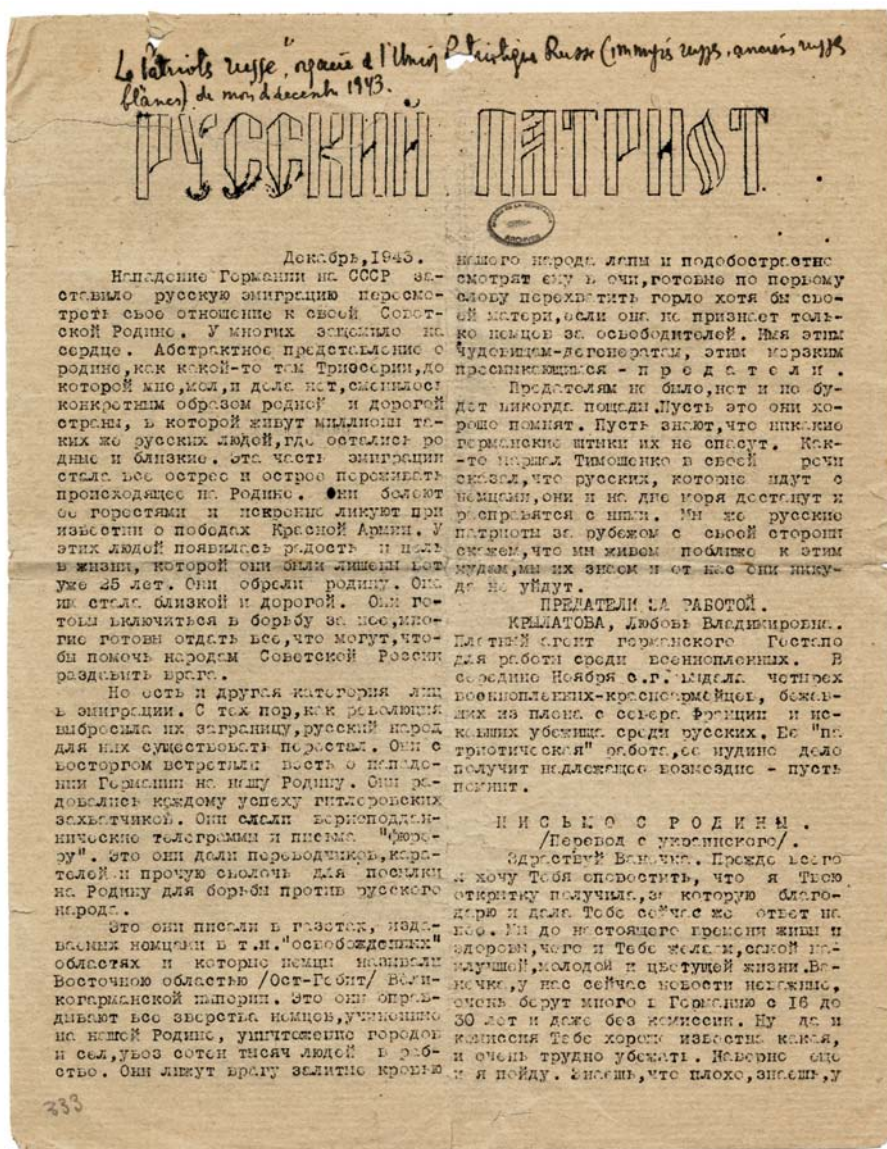 "Le Patriote russe", organe de l'Union Patriotique Russe (immigrés russes, anciens russes
blancs) du mois de décembre 1943.
РУССКИЙ ПАТРИОТ.
ARCHIVES
Декабрь,1943.
Нападение Германии на СССР за-
ставило русскую эмиграцию пересмо-
треть свое отношение к своей Совет-
ской Родине. У многих защемило на
сердце. Абстрактное представление о
родине,как какой-то там
которой мне,мол,и дела нет,сменилось
конкретным образом родной и дорогой
страны, в которой живут миллионы та-
ких же русских людей,где остались ро
дные и близкие. Эта часть эмиграции
стала все острее и острее переживать
происходящее на Родине. Они болеют
ее горестями и искренне ликуют при
известии о победах Красной Армии. У
этих людей появилась радость и цель
в жизни, которой они были лишены вот
уже 25 лет. Они обрели родину. Она
им стала близкой и дорогой. Они го-
товы включиться в борьбу за нее,мно-
гие готовы отдать все,что могут,что-
бы помочь народам Советской России
раздавить врага.
Но есть и другая категория лиц
в эмиграции. С тех пор,как революция
выбросила их заграницу,русский народ
для них существовать перестал. Они с
восторгом встретили весть о нападе-
нии Германии на нашу Родину. Они ра-
довались каждому успеху гитлеровских
захватчиков. Они слали верноподдан-
нические телеграммы и письма "фюре-
ру". Это они дали переводчиков,кара-
телей и прочую сволочь для посылки
на Родину для борьбы против русского
народа.
Это они писали в газетах, изда-
ваемых немцами в т.н."освобожденных"
областях и которые немцы называли
Восточною областью /Ост-Гебит/ Вели-
когерманской империи. Это они оправ-
дывают все зверства немцев,учиненные
на нашей Родине, уничтожение городов
и сел,увоз сотен тысяч людей в раб-
ство. Они лижут врагу залитые кровью
нашего народа лапы и подобострастно
смотрят ему в очи,готовые по первому
слову перехватить горло хотя бы сво-
ей матери,если она не признает толь-
ко немцев за освободителей. Имя этим
чудовищам-дегенератам, этим мерзким
пресмыкающимся - п р е д а т е л и .
Предателям не было,нет и не бу-
дет никогда пощады.Пусть это они хо-
рошо помнят. Пусть знают,что никакие
германские штыки их не спасут. Как-
-то маршал Тимошенко в своей речи
сказал,что русских, которые идут с
немцами,они и на дне моря достанут и
расправятся с ними. Мы же русские
патриоты за рубежом с своей стороны
скажем,что мы живем поближе к этим
иудам,мы их знаем и от нас они нику-
да не уйдут.
ПРЕДАТЕЛИ ЗА РАБОТОЙ.
КРЫЛАТОВА, Любовь Владимировна.
Платный агент германского Гестапо
для работы среди военнопленных. В
середине Ноября с.г. выдала четырех
военнопленных-красноармейцев, бежав-
ших из плена с севера Франции и ис-
кавших убежища среди русских. Ее "па
триотическая" работа,ее иудино дело
получит надлежащее возмездие - пусть
помнит.
П И С Ь М О С Р О Д И Н Ы .
/Перевод с украинского/.
Здравствуй Ваничка. Прежде всего
я хочу Тебя оповестить, что я Твою
открытку получила,за которую благо-
дарю и дала Тебе сейчас же ответ на
нее. Мы до настоящего времени живы и
здоровы,чего и Тебе желаем,самой на-
илучшей,молодой и цветущей жизни.Ва-
ничка,у нас сейчас новости неважные,
очень берут много в Германию с 16 до
30 лет и даже без комиссии. Ну да и
комиссия Тебе хорошо известна какая,
и очень трудно убежать. Наверно еще
и я пойду. Знаешь,что плохо,знаешь,у
333